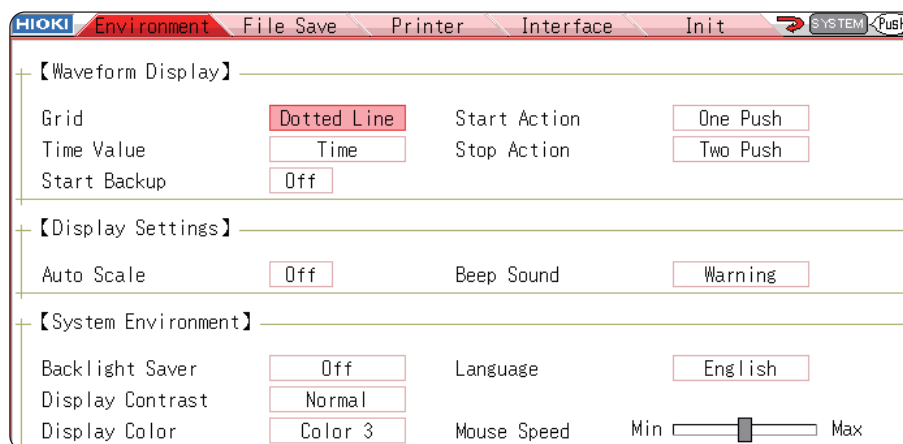 HIOKI Environment File Save Printer Interface Init SYSTEM Push
【Waveform Display】
Grid Dotted Line Start Action One Push
Time Value Time Stop Action Two Push
Start Backup Off
【Display Settings】
Auto Scale Off Beep Sound Warning
【System Environment】
Backlight Saver Off Language English
Display Contrast Normal
Display Color Color 3 Mouse Speed Min Max